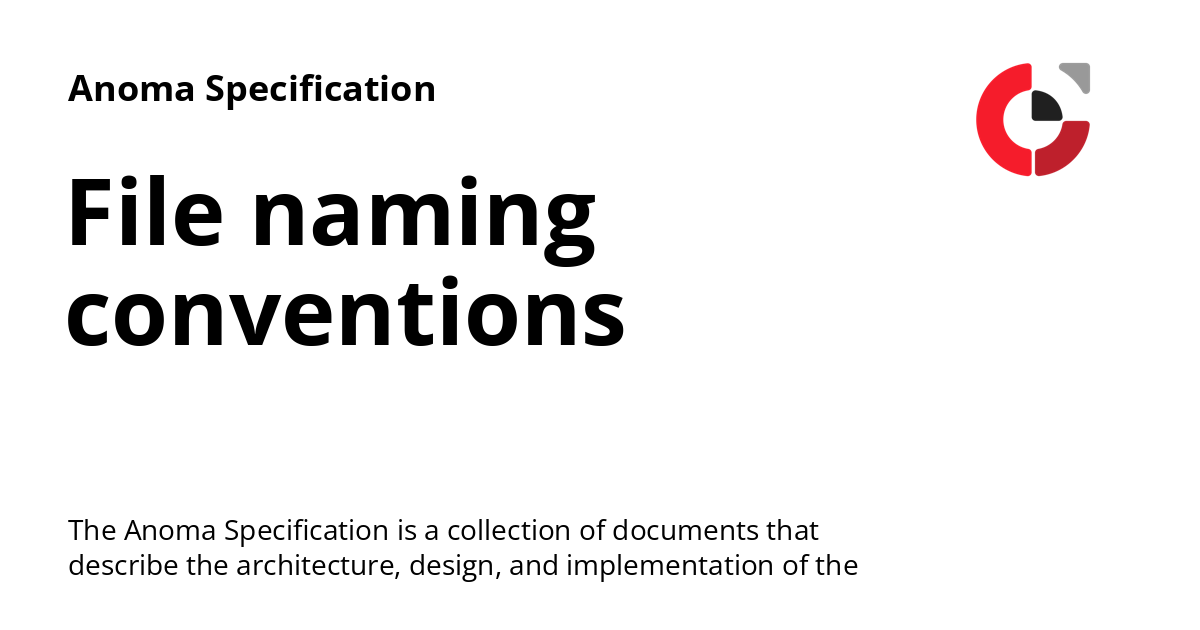 Anoma Specification
File naming
conventions
The Anoma Specification is a collection of documents that
describe the architecture, design, and implementation of the